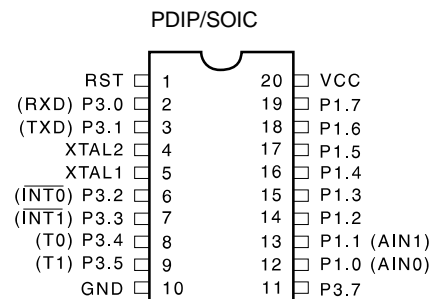 PDIP/SOIC
RST 1 20 VCC
(RXD) P3.0 2 19 P1.7
(TXD) P3.1 3 18 P1.6
XTAL2 4 17 P1.5
XTAL1 5 16 P1.4
(INT0) P3.2 6 15 P1.3
(INT1) P3.3 7 14 P1.2
(T0) P3.4 8 13 P1.1 (AIN1)
(T1) P3.5 9 12 P1.0 (AIN0)
GND 10 11 P3.7